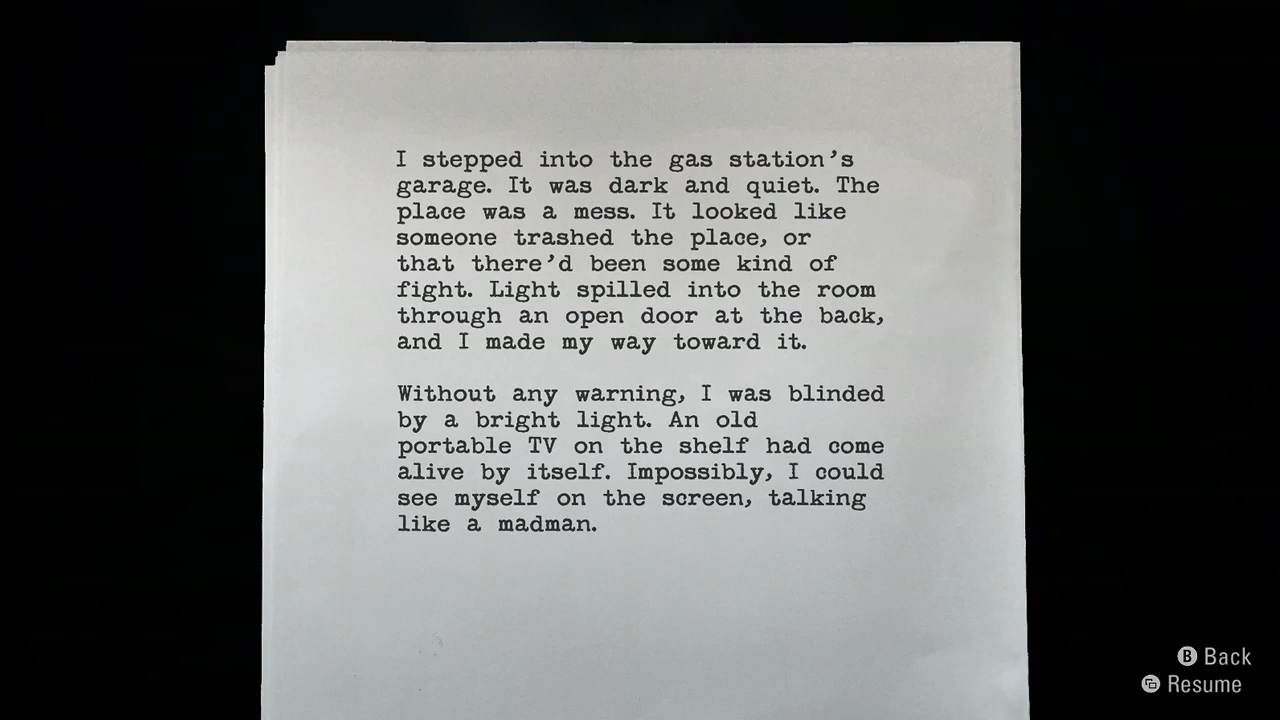 I stepped into the gas station's
garage. It was dark and quiet. The
place was a mess. It looked like
someone trashed the place, or
that there'd been some kind of
fight. Light spilled into the room
through an open door at the back,
and I made my way toward it.
Without any warning, I was blinded
by a bright light. An old
portable TV on the shelf had come
alive by itself. Impossibly, I could
see myself on the screen, talking
like a madman.
B Back
Resume